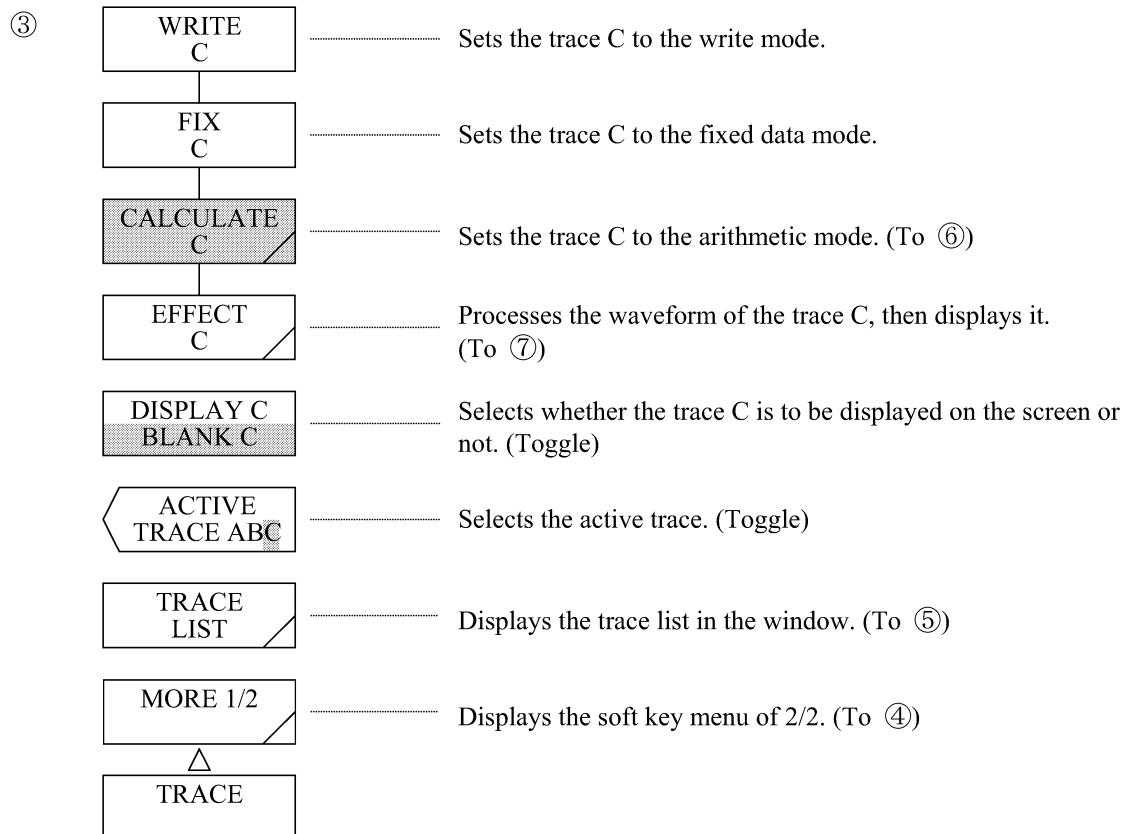 ③
WRITE
C
Sets the trace C to the write mode.
FIX
C
Sets the trace C to the fixed data mode.
CALCULATE
C
Sets the trace C to the arithmetic mode. (To ⑥)
EFFECT
C
Processes the waveform of the trace C, then displays it.
(To ⑦)
DISPLAY C
BLANK C
Selects whether the trace C is to be displayed on the screen or
not. (Toggle)
ACTIVE
TRACE ABC
Selects the active trace. (Toggle)
TRACE
LIST
Displays the trace list in the window. (To ⑤)
MORE 1/2
Displays the soft key menu of 2/2. (To ④)
TRACE